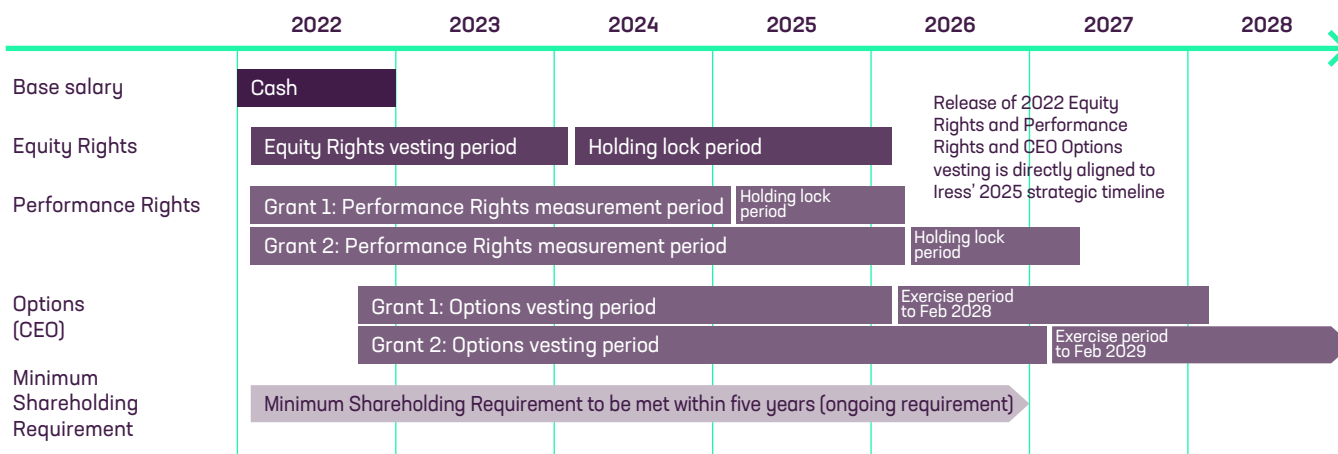 2022 2023 2024 2025 2026 2027 2028
Base salary
Cash
Equity Rights
Equity Rights vesting period
Holding lock period
Release of 2022 Equity
Rights and Performance
Rights and CEO Options
vesting is directly aligned to
Iress’ 2025 strategic timeline
Performance Rights
Grant 1: Performance Rights measurement period
Holding lock
period
Grant 2: Performance Rights measurement period
Holding lock
period
Options
(CEO)
Grant 1: Options vesting period
Exercise period
to Feb 2028
Grant 2: Options vesting period
Exercise period
to Feb 2029
Minimum
Shareholding
Requirement
Minimum Shareholding Requirement to be met within five years (ongoing requirement)